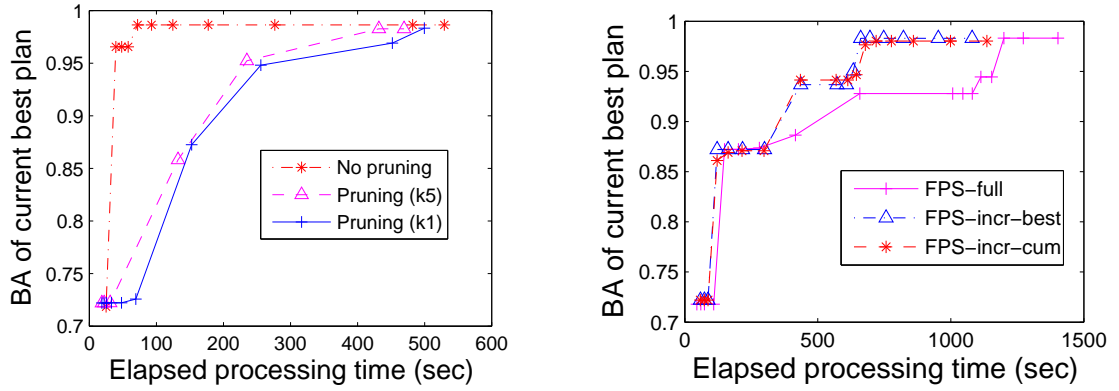 BA of current best plan
1
0.95
0.9
0.85
0.8
0.75
0.7
0 100 200 300 400 500 600
Elapsed processing time (sec)
No pruning
Pruning (k5)
Pruning (k1)
BA of current best plan
1
0.95
0.9
0.85
0.8
0.75
0.7
0 500 1000 1500
Elapsed processing time (sec)
FPS-full
FPS-incr-best
FPS-incr-cum